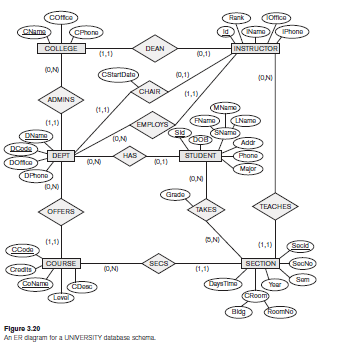 COffice
CName
CPhone
COLLEGE
(1,1)
DEAN
(0,1)
Rank
IOffice
Id
IName
IPhone
INSTRUCTOR
(0,N)
CStartDate
(0,1)
(0,N)
ADMINS
CHAIR
(1,1)
(1,1)
(1,1)
EMPLOYS
(0,N)
MName
FName
LName
SId
DOB
SName
DName
DCode
DEPT
DOffice
DPhone
(0,N)
HAS
(0,1)
STUDENT
Addr
Phone
Major
(0,N)
(0,N)
Grade
OFFERS
TAKES
TEACHES
(1,1)
(5,N)
(1,1)
CCode
Credits
CoName
COURSE
CDesc
Level
(0,N)
SECS
(1,1)
SECTION
SecId
SecNo
Sem
Year
DaysTime
CRoom
Bldg
RoomNo
Figure 3.20
An ER diagram for a UNIVERSITY database schema.